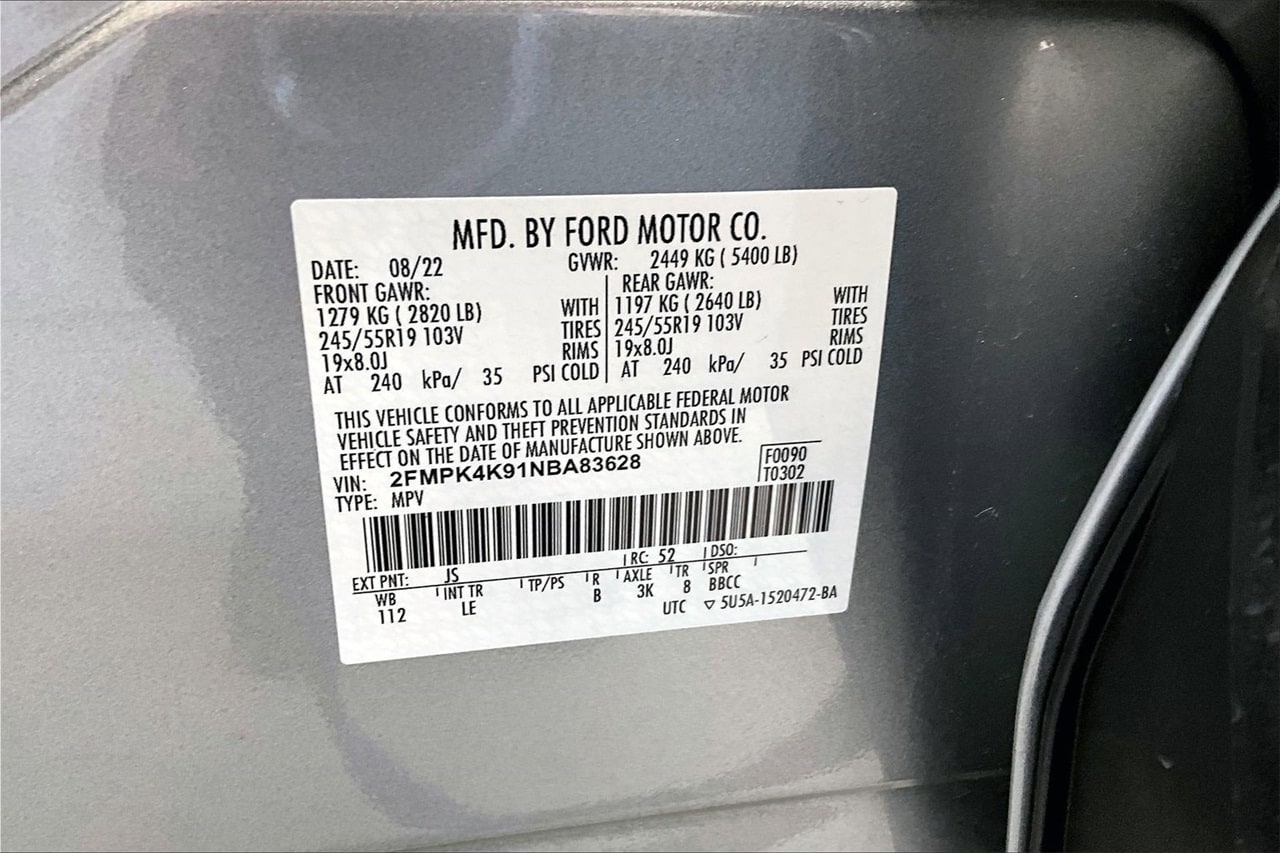 MFD. BY FORD MOTOR CO.
DATE: 08/22 GVWR: 2449 KG ( 5400 LB)
FRONT GAWR: REAR GAWR:
1279 KG ( 2820 LB) WITH 1197 KG ( 2640 LB) WITH
245/55R19 103V TIRES 245/55R19 103V TIRES
19x8.0J RIMS 19x8.0J RIMS
AT 240 kPa/ 35 PSI COLD AT 240 kPa/ 35 PSI COLD
THIS VEHICLE CONFORMS TO ALL APPLICABLE FEDERAL MOTOR
VEHICLE SAFETY AND THEFT PREVENTION STANDARDS IN
EFFECT ON THE DATE OF MANUFACTURE SHOWN ABOVE.
VIN: 2FMPK4K91NBA83628 F0090
TYPE: MPV T0302
EXT PNT: JS RC: 52 DSO:
WB INT TR TP/PS R AXLE TR SPR
112 LE B 3K 8 BBCC
UTC ▽ 5U5A-1520472-BA